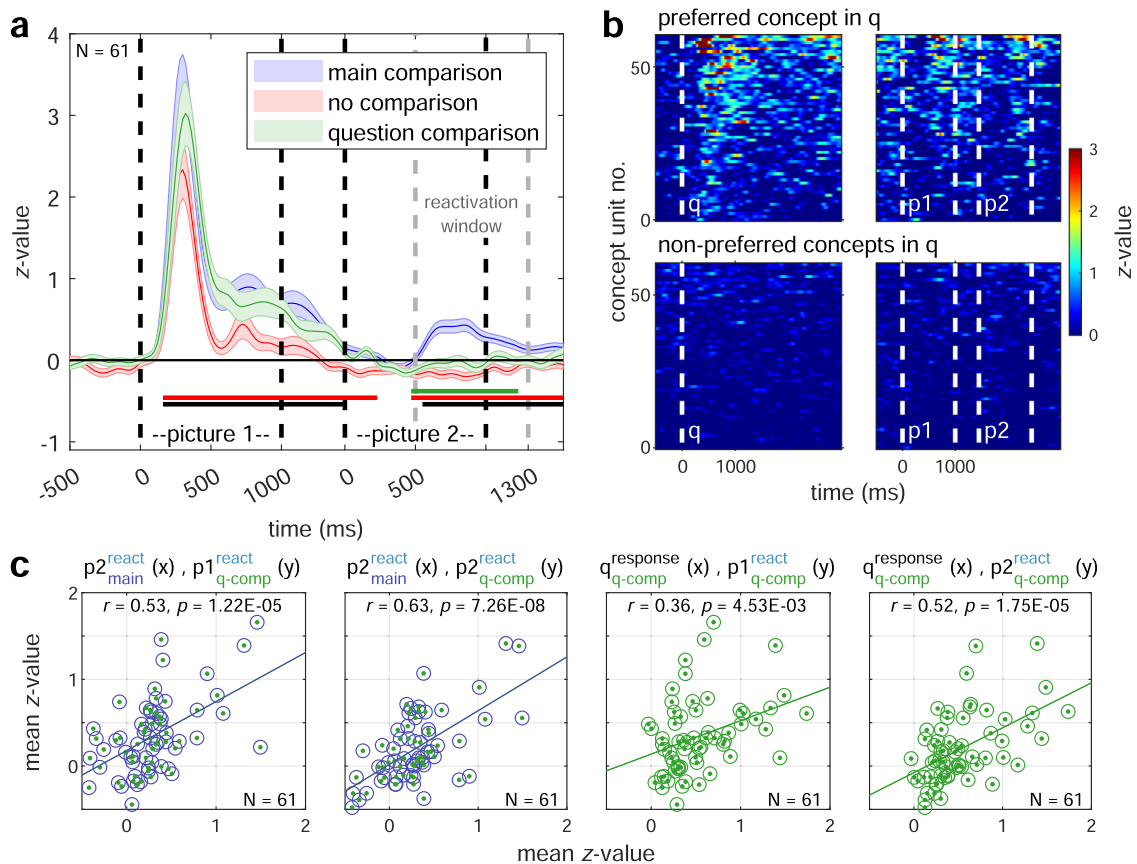 a
N = 61
main comparison
no comparison
question comparison
reactivation
window
z-value
4
3
2
1
0
-1
--picture 1--
--picture 2--
-500
0
500
1000
0
500
1300
time (ms)
b
preferred concept in q
50
0
q
p1
p2
non-preferred concepts in q
50
0
q
p1
p2
concept unit no.
0
1000
0
1000
time (ms)
3
2
1
0
z-value
c
p2 react main (x) , p1 react q-comp (y)
r = 0.53, p = 1.22E-05
N = 61
p2 react main (x) , p2 react q-comp (y)
r = 0.63, p = 7.26E-08
N = 61
q response q-comp (x) , p1 react q-comp (y)
r = 0.36, p = 4.53E-03
N = 61
q response q-comp (x) , p2 react q-comp (y)
r = 0.52, p = 1.75E-05
N = 61
mean z-value
2
1
0
0
1
2
0
1
2
0
1
2
0
1
2
mean z-value